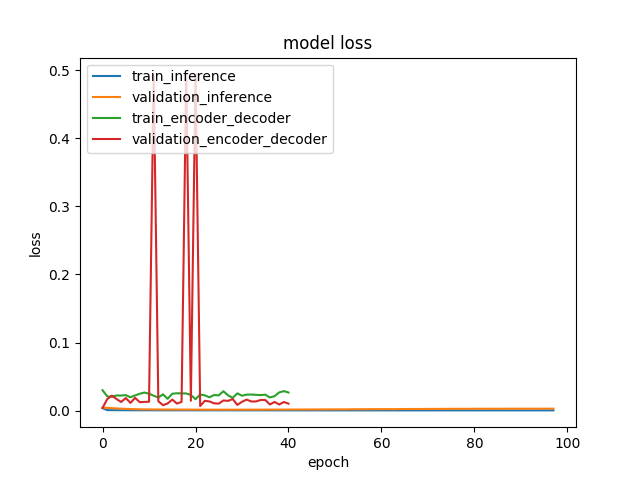 model loss
train_inference
validation_inference
train_encoder_decoder
validation_encoder_decoder
0.5
0.4
0.3
0.2
0.1
0.0
loss
0 20 40 60 80 100
epoch